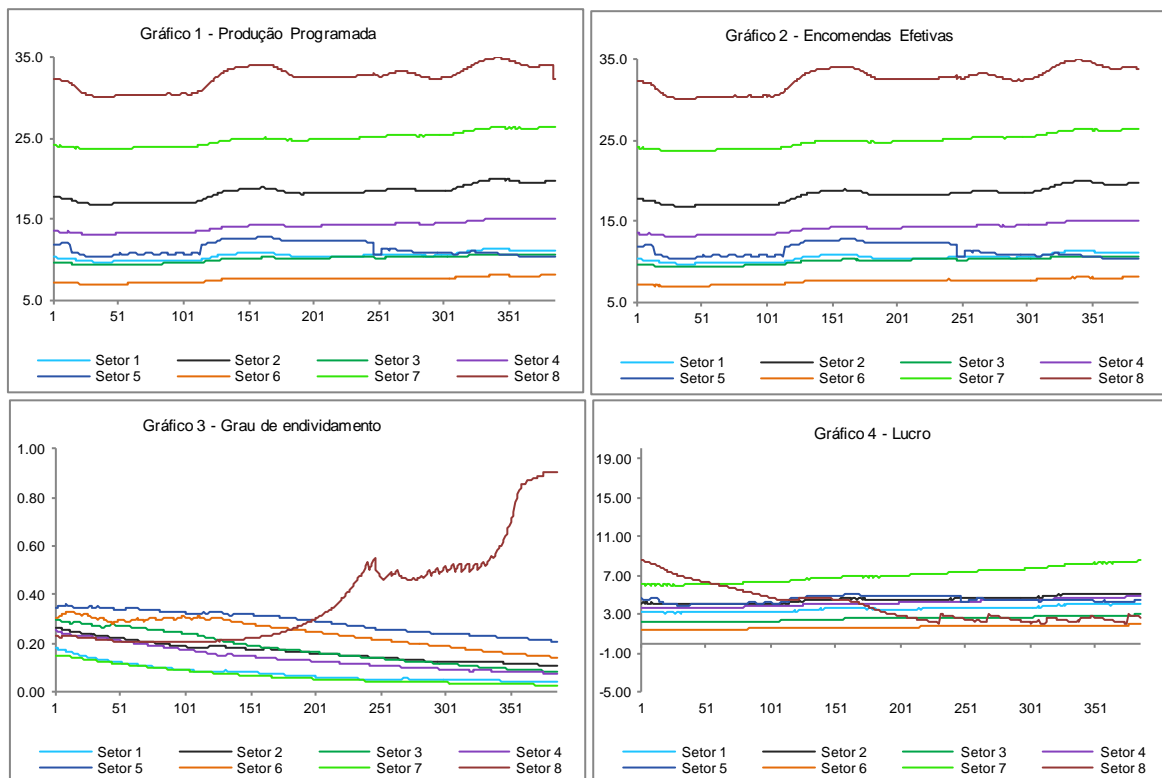 Gráfico 1 - Produção Programada
35.0
25.0
15.0
5.0
1 51 101 151 201 251 301 351
Setor 1 Setor 2 Setor 3 Setor 4
Setor 5 Setor 6 Setor 7 Setor 8
Gráfico 2 - Encomendas Efetivas
35.0
25.0
15.0
5.0
1 51 101 151 201 251 301 351
Setor 1 Setor 2 Setor 3 Setor 4
Setor 5 Setor 6 Setor 7 Setor 8
Gráfico 3 - Grau de endividamento
1.00
0.80
0.60
0.40
0.20
0.00
1 51 101 151 201 251 301 351
Setor 1 Setor 2 Setor 3 Setor 4
Setor 5 Setor 6 Setor 7 Setor 8
Gráfico 4 - Lucro
19.00
15.00
11.00
7.00
3.00
-1.00
-5.00
1 51 101 151 201 251 301 351
Setor 1 Setor 2 Setor 3 Setor 4
Setor 5 Setor 6 Setor 7 Setor 8